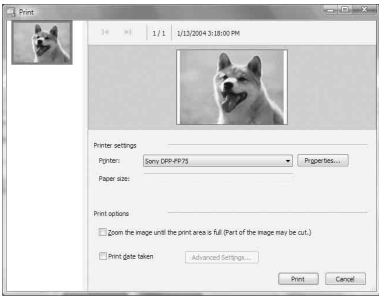 Print
1 / 1 1/13/2004 3:18:00 PM
Printer settings
Printer: Sony DPP-FP75 Properties...
Paper size:
Print options
Zoom the image until the print area is full (Part of the image may be cut.)
Print date taken Advanced Settings...
Print Cancel